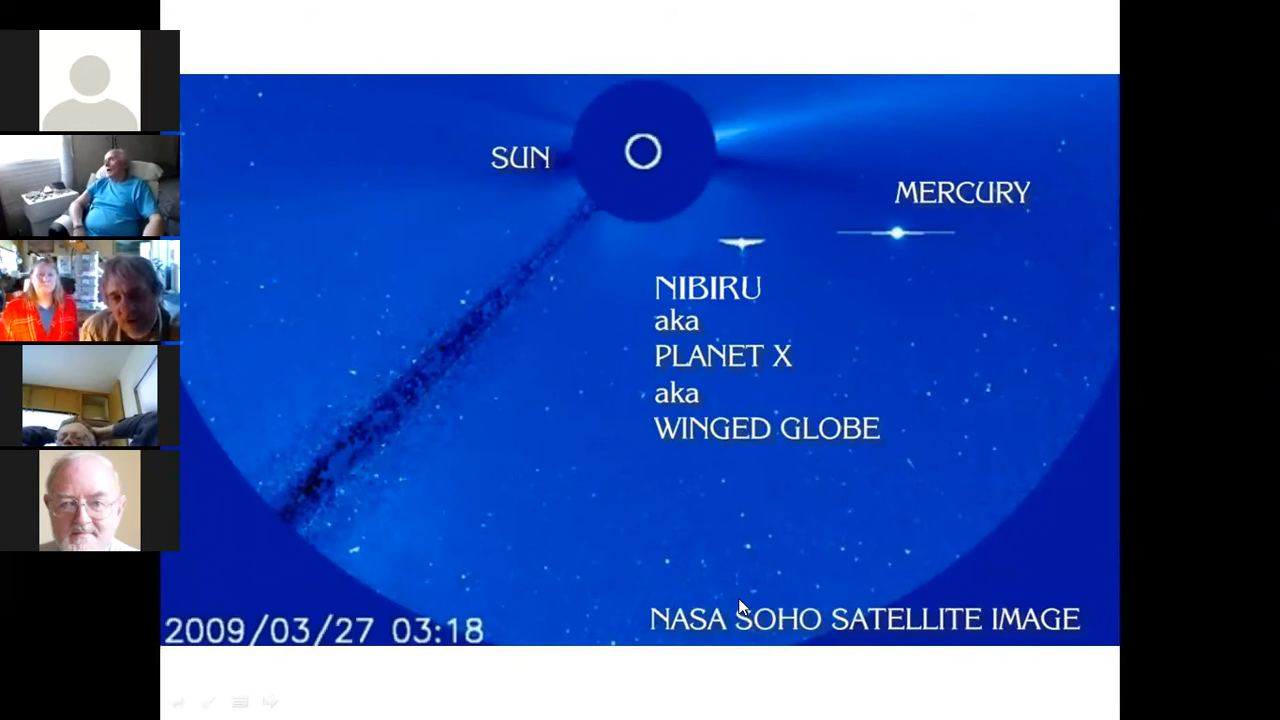 SUN
MERCURY
NIBIRU
aka
PLANET X
aka
WINGED GLOBE
2009/03/27 03:18
NASA SOHO SATELLITE IMAGE